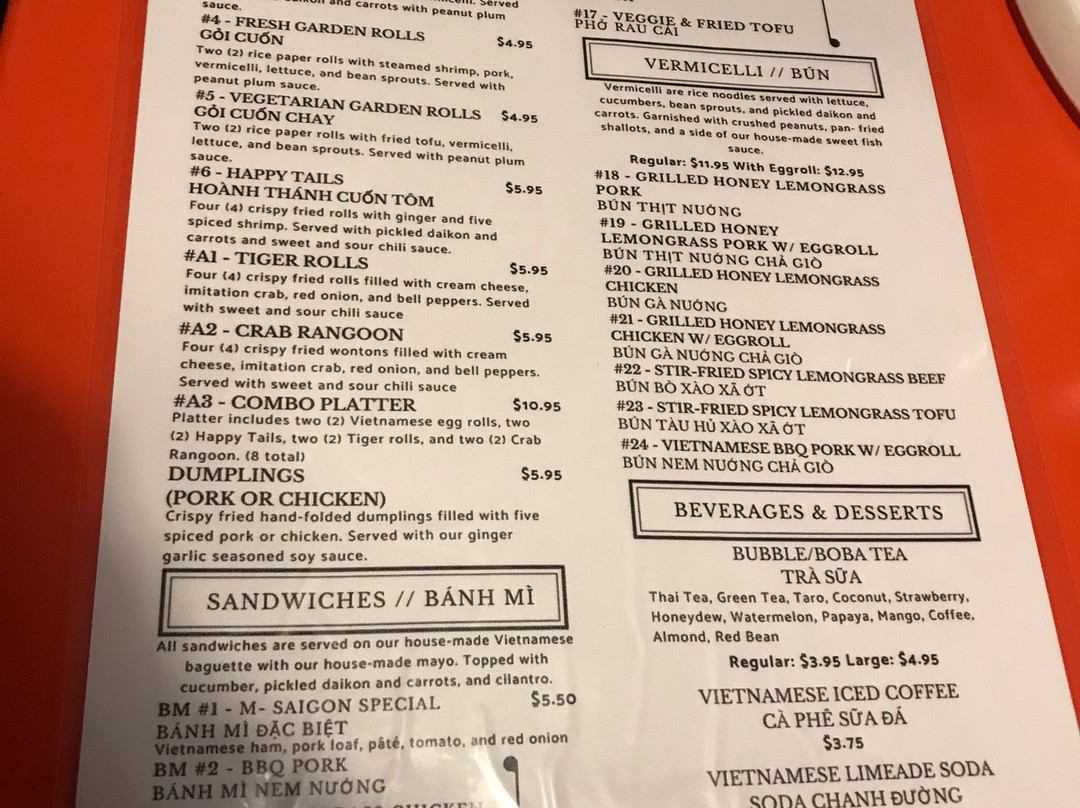 Served
and carrots with peanut plum
sauce.
#4 - FRESH GARDEN ROLLS $4.95
GỎI CUỐN
Two (2) rice paper rolls with steamed shrimp, pork,
vermicelli, lettuce, and bean sprouts. Served with
peanut plum sauce.
#5 - VEGETARIAN GARDEN ROLLS $4.95
GỎI CUỐN CHAY
Two (2) rice paper rolls with fried tofu, vermicelli,
lettuce, and bean sprouts. Served with peanut plum
sauce.
#6 - HAPPY TAILS $5.95
HOÀNH THÁNH CUỐN TÔM
Four (4) crispy fried rolls with ginger and five
spiced shrimp. Served with pickled daikon and
carrots and sweet and sour chili sauce.
#A1 - TIGER ROLLS $5.95
Four (4) crispy fried rolls filled with cream cheese,
imitation crab, red onion, and bell peppers. Served
with sweet and sour chili sauce
#A2 - CRAB RANGOON $5.95
Four (4) crispy fried wontons filled with cream
cheese, imitation crab, red onion, and bell peppers.
Served with sweet and sour chili sauce
#A3 - COMBO PLATTER $10.95
Platter includes two (2) Vietnamese egg rolls, two
(2) Happy Tails, two (2) Tiger rolls, and two (2) Crab
Rangoon. (8 total)
DUMPLINGS $5.95
(PORK OR CHICKEN)
Crispy fried hand-folded dumplings filled with five
spiced pork or chicken. Served with our ginger
garlic seasoned soy sauce.
SANDWICHES // BÁNH MÌ
All sandwiches are served on our house-made Vietnamese
baguette with our house-made mayo. Topped with
cucumber, pickled daikon and carrots, and cilantro.
BM #1 - M- SAIGON SPECIAL $5.50
BÁNH MÌ ĐẶC BIỆT
Vietnamese ham, pork loaf, pâté, tomato, and red onion
BM #2 - BBQ PORK
BÁNH MÌ NEM NƯỚNG
CHICKEN
#17 - VEGGIE & FRIED TOFU
PHỞ RAU CẢI
VERMICELLI // BÚN
Vermicelli are rice noodles served with lettuce,
cucumbers, bean sprouts, and pickled daikon and
carrots. Garnished with crushed peanuts, pan- fried
shallots, and a side of our house-made sweet fish
sauce.
Regular: $11.95 With Eggroll: $12.95
#18 - GRILLED HONEY LEMONGRASS
PORK
BÚN THỊT NƯỚNG
#19 - GRILLED HONEY
LEMONGRASS PORK W/ EGGROLL
BÚN THỊT NƯỚNG CHẢ GIÒ
#20 - GRILLED HONEY LEMONGRASS
CHICKEN
BÚN GÀ NƯỚNG
#21 - GRILLED HONEY LEMONGRASS
CHICKEN W/ EGGROLL
BÚN GÀ NƯỚNG CHẢ GIÒ
#22 - STIR-FRIED SPICY LEMONGRASS BEEF
BÚN BÒ XÀO XÃ ỚT
#23 - STIR-FRIED SPICY LEMONGRASS TOFU
BÚN TÀU HỦ XÀO XÃ ỚT
#24 - VIETNAMESE BBQ PORK W/ EGGROLL
BÚN NEM NƯỚNG CHẢ GIÒ
BEVERAGES & DESSERTS
BUBBLE/BOBA TEA
TRÀ SỮA
Thai Tea, Green Tea, Taro, Coconut, Strawberry,
Honeydew, Watermelon, Papaya, Mango, Coffee,
Almond, Red Bean
Regular: $3.95 Large: $4.95
VIETNAMESE ICED COFFEE
CÀ PHÊ SỮA ĐÁ
$3.75
VIETNAMESE LIMEADE SODA
SODA CHANH ĐƯỜNG